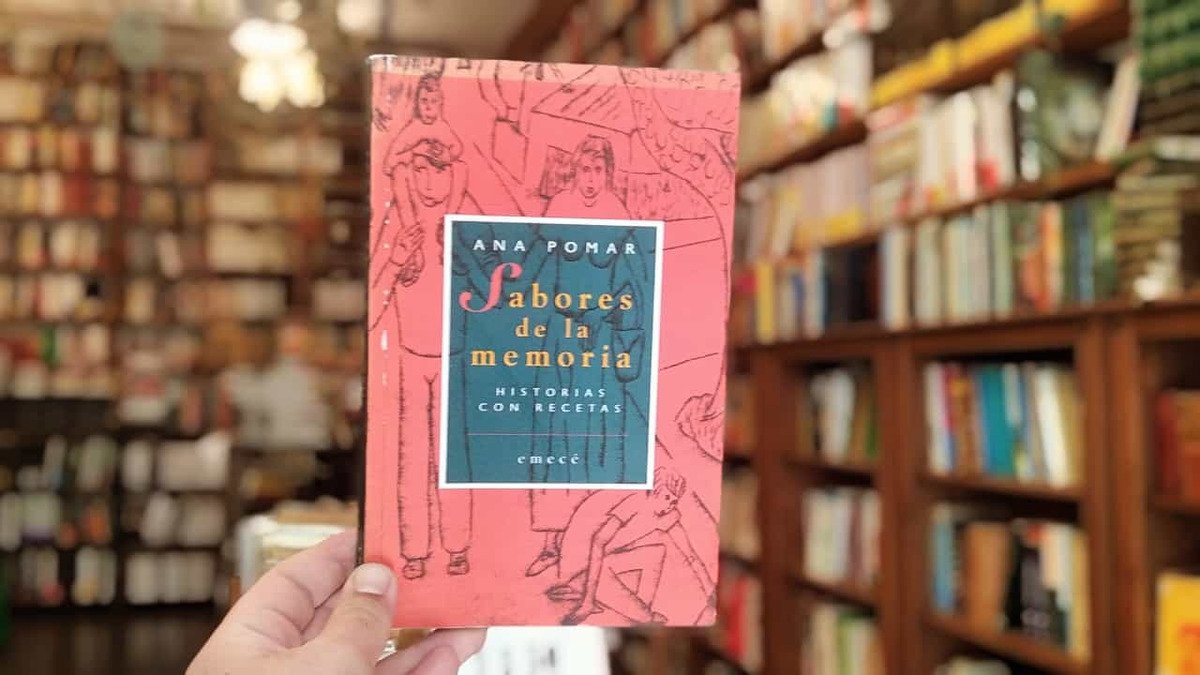 ANA POMAR
Sabores
de la
memoria
HISTORIAS
CON RECETAS
emecé